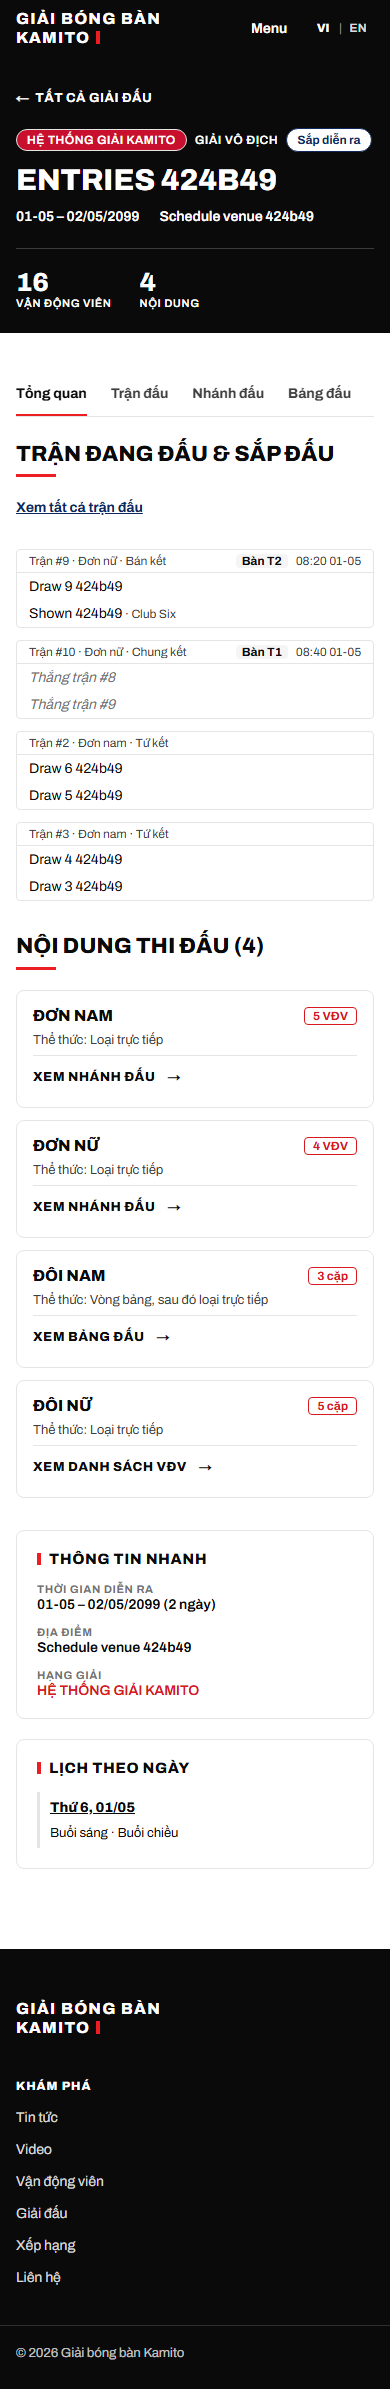 GIẢI BÓNG BÀN
KAMITO
Menu
VI | EN
← TẤT CẢ GIẢI ĐẤU
HỆ THỐNG GIẢI KAMITO
GIẢI VÔ ĐỊCH
Sắp diễn ra
ENTRIES 424B49
01-05 – 02/05/2099
Schedule venue 424b49
16
VẬN ĐỘNG VIÊN
4
NỘI DUNG
Tổng quan
Trận đấu
Nhánh đấu
Bảng đấu
TRẬN ĐANG ĐẤU & SẮP ĐẤU
Xem tất cả trận đấu
Trận #9 · Đơn nữ · Bán kết
Bàn T2
08:20 01-05
Draw 9 424b49
Shown 424b49 · Club Six
Trận #10 · Đơn nữ · Chung kết
Bàn T1
08:40 01-05
Thắng trận #8
Thắng trận #9
Trận #2 · Đơn nam · Tứ kết
Draw 6 424b49
Draw 5 424b49
Trận #3 · Đơn nam · Tứ kết
Draw 4 424b49
Draw 3 424b49
NỘI DUNG THI ĐẤU (4)
ĐƠN NAM
5 VĐV
Thể thức: Loại trực tiếp
XEM NHÁNH ĐẤU →
ĐƠN NỮ
4 VĐV
Thể thức: Loại trực tiếp
XEM NHÁNH ĐẤU →
ĐÔI NAM
3 cặp
Thể thức: Vòng bảng, sau đó loại trực tiếp
XEM BẢNG ĐẤU →
ĐÔI NỮ
5 cặp
Thể thức: Loại trực tiếp
XEM DANH SÁCH VĐV →
THÔNG TIN NHANH
THỜI GIAN DIỄN RA
01-05 – 02/05/2099 (2 ngày)
ĐỊA ĐIỂM
Schedule venue 424b49
HẠNG GIẢI
HỆ THỐNG GIẢI KAMITO
LỊCH THEO NGÀY
Thứ 6, 01/05
Buổi sáng · Buổi chiều
GIẢI BÓNG BÀN
KAMITO
KHÁM PHÁ
Tin tức
Video
Vận động viên
Giải đấu
Xếp hạng
Liên hệ
© 2026 Giải bóng bàn Kamito